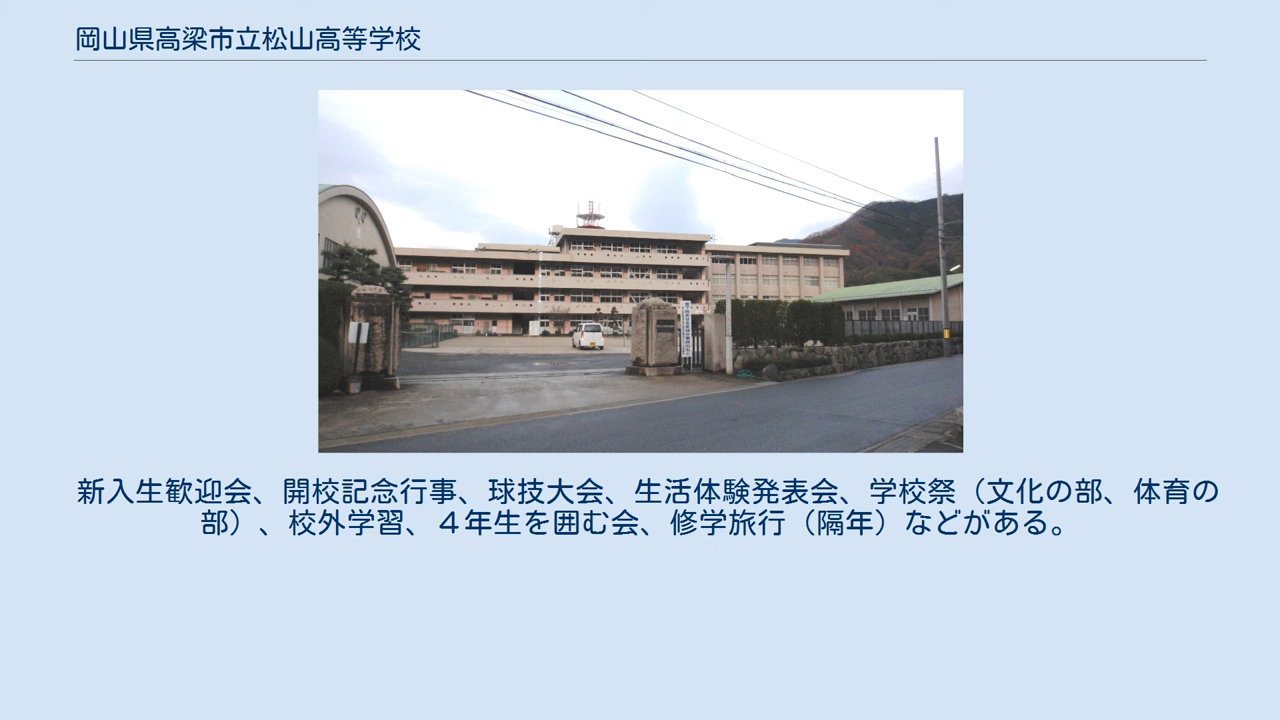 岡山県高梁市立松山高等学校
新入生歓迎会、開校記念行事、球技大会、生活体験発表会、学校祭（文化の部、体育の
部）、校外学習、４年生を囲む会、修学旅行（隔年）などがある。